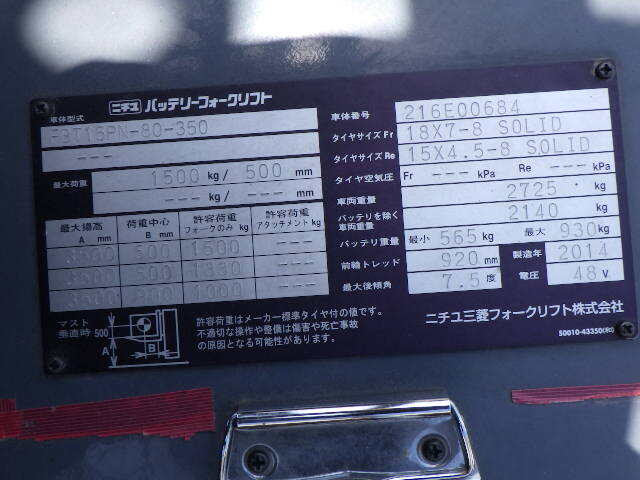 ニチユ バッテリーフォークリフト
車体型式
FBT15PN-80-350
---
最大荷重 1500 kg/ 500 mm
--- kg/ --- mm
最大揚高 A mm 荷重中心 B mm 許容荷重 フォークのみ kg 許容荷重 アタッチメント kg
500 1500 ---
---
1000 ---
マスト垂直時 500
A
B
許容荷重はメーカー標準タイヤ付の値です。
不適切な操作や整備は傷害や死亡事故
の原因となる可能性があります。
車体番号 216E00684
タイヤサイズ Fr 18X7-8 SOLID
タイヤサイズ Re 15X4.5-8 SOLID
タイヤ空気圧 Fr --- kPa Re --- kPa
車両重量 2725 kg
バッテリを除く車両重量 2140 kg
バッテリ重量 最小 565 kg 最大 930 kg
前輪トレッド 920 mm 製造年 2014
最大後傾角 7.5 度 電圧 48 V
ニチユ三菱フォークリフト株式会社
50010-43350(RI)